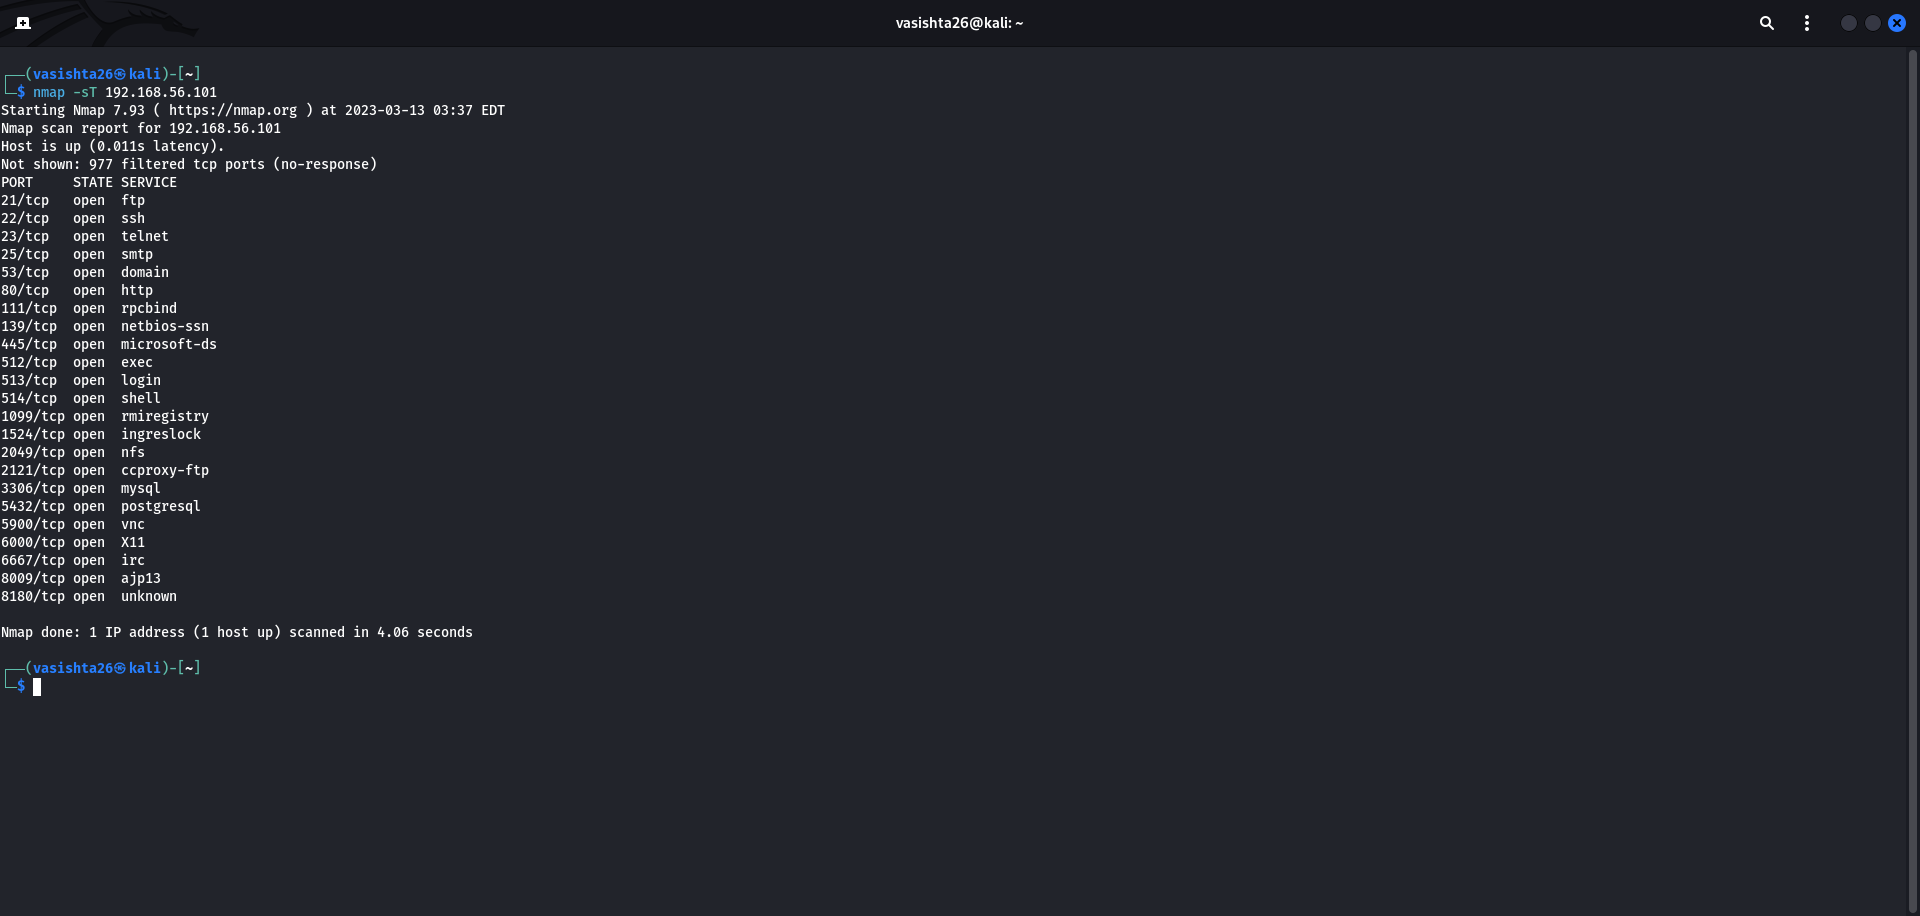 vasishta26@kali: ~
┌──(vasishta26㉿kali)-[~]
└─$ nmap -sT 192.168.56.101
Starting Nmap 7.93 ( https://nmap.org ) at 2023-03-13 03:37 EDT
Nmap scan report for 192.168.56.101
Host is up (0.011s latency).
Not shown: 977 filtered tcp ports (no-response)
PORT     STATE SERVICE
21/tcp   open  ftp
22/tcp   open  ssh
23/tcp   open  telnet
25/tcp   open  smtp
53/tcp   open  domain
80/tcp   open  http
111/tcp  open  rpcbind
139/tcp  open  netbios-ssn
445/tcp  open  microsoft-ds
512/tcp  open  exec
513/tcp  open  login
514/tcp  open  shell
1099/tcp open  rmiregistry
1524/tcp open  ingreslock
2049/tcp open  nfs
2121/tcp open  ccproxy-ftp
3306/tcp open  mysql
5432/tcp open  postgresql
5900/tcp open  vnc
6000/tcp open  X11
6667/tcp open  irc
8009/tcp open  ajp13
8180/tcp open  unknown
Nmap done: 1 IP address (1 host up) scanned in 4.06 seconds
┌──(vasishta26㉿kali)-[~]
└─$